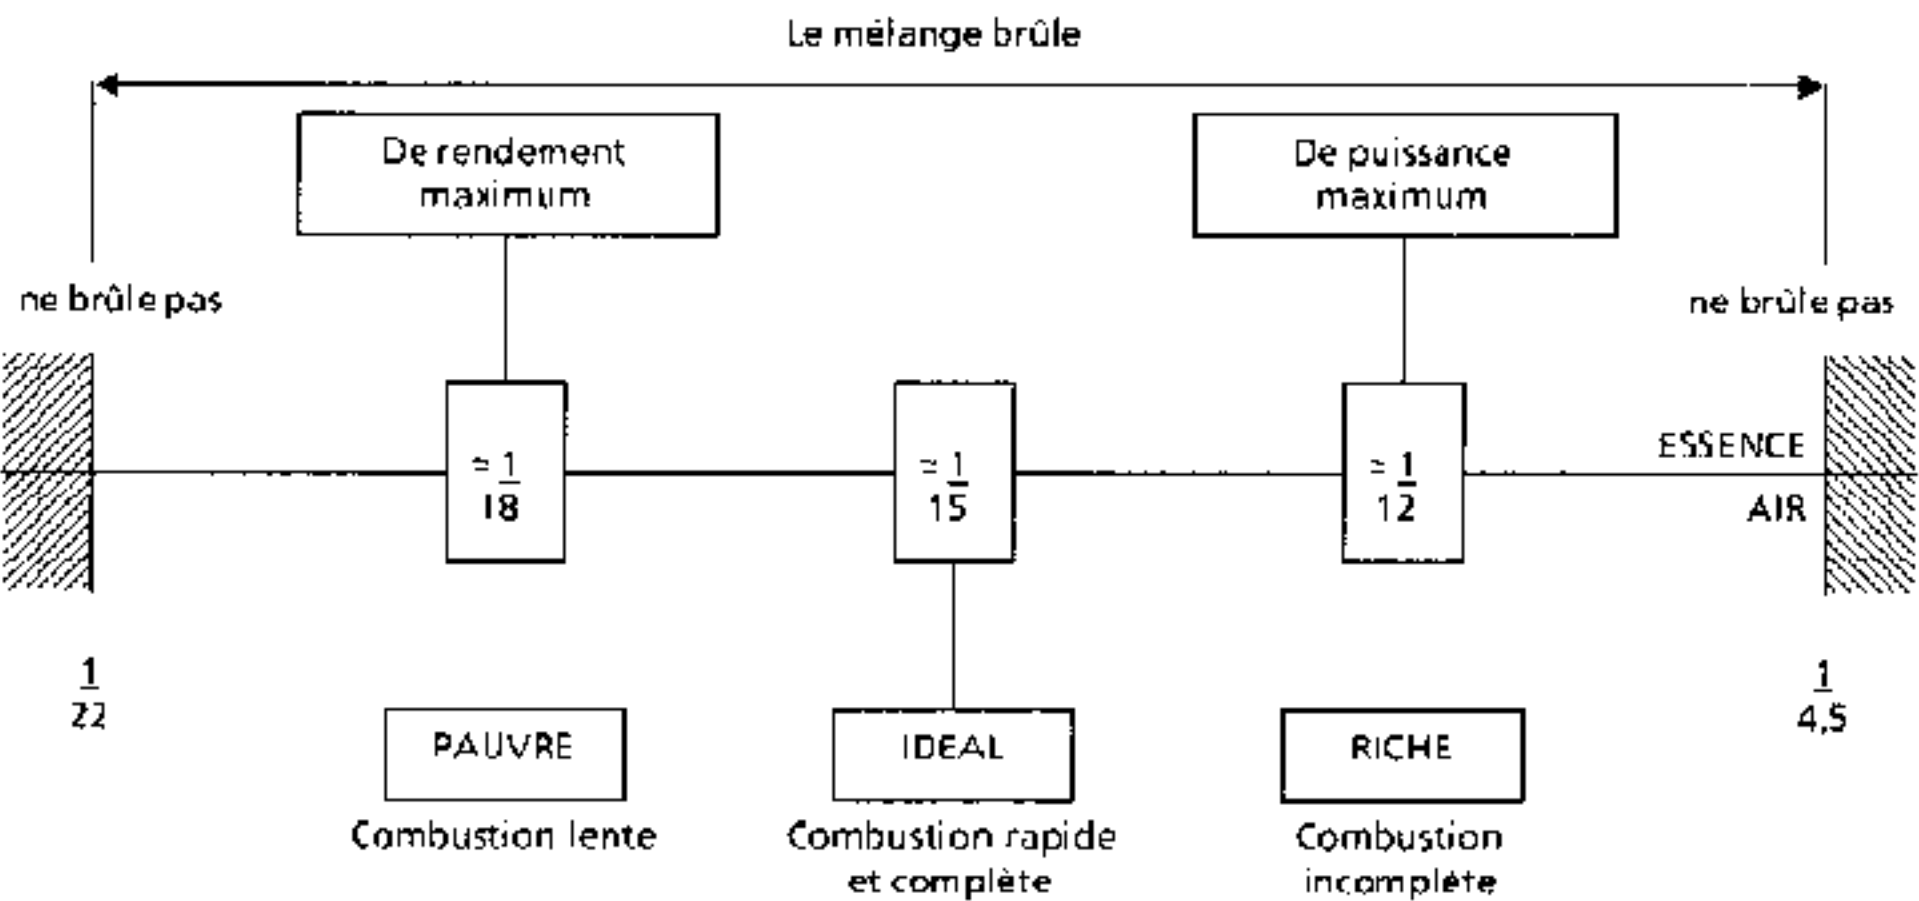 Le mélange brûle
De rendement
maximum
De puissance
maximum
ne brûle pas
ne brûle pas
≃ 1
18
≃ 1
15
≃ 1
12
ESSENCE
AIR
1
22
1
4,5
PAUVRE
IDEAL
RICHE
Combustion lente
Combustion rapide
et complète
Combustion
incomplète